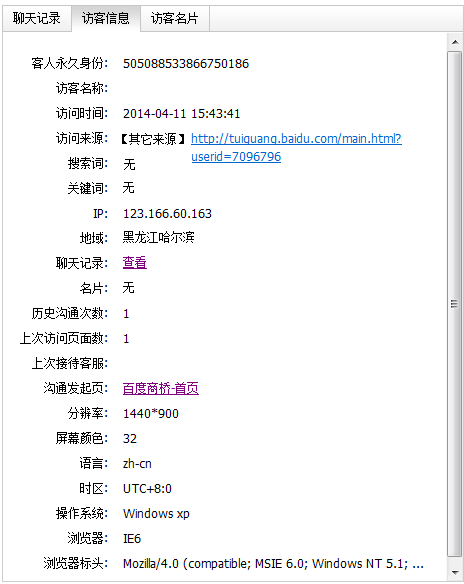 聊天记录 访客信息 访客名片
客人永久身份: 505088533866750186
访客名称:
访问时间: 2014-04-11 15:43:41
访问来源: 【其它来源】http://tuiguang.baidu.com/main.html?
userid=7096796
搜索词: 无
关键词: 无
IP: 123.166.60.163
地域: 黑龙江哈尔滨
聊天记录: 查看
名片: 无
历史沟通次数: 1
上次访问页面数: 1
上次接待客服:
沟通发起页: 百度商桥-首页
分辨率: 1440*900
屏幕颜色: 32
语言: zh-cn
时区: UTC+8:0
操作系统: Windows xp
浏览器: IE6
浏览器标头: Mozilla/4.0 (compatible; MSIE 6.0; Windows NT 5.1; ...